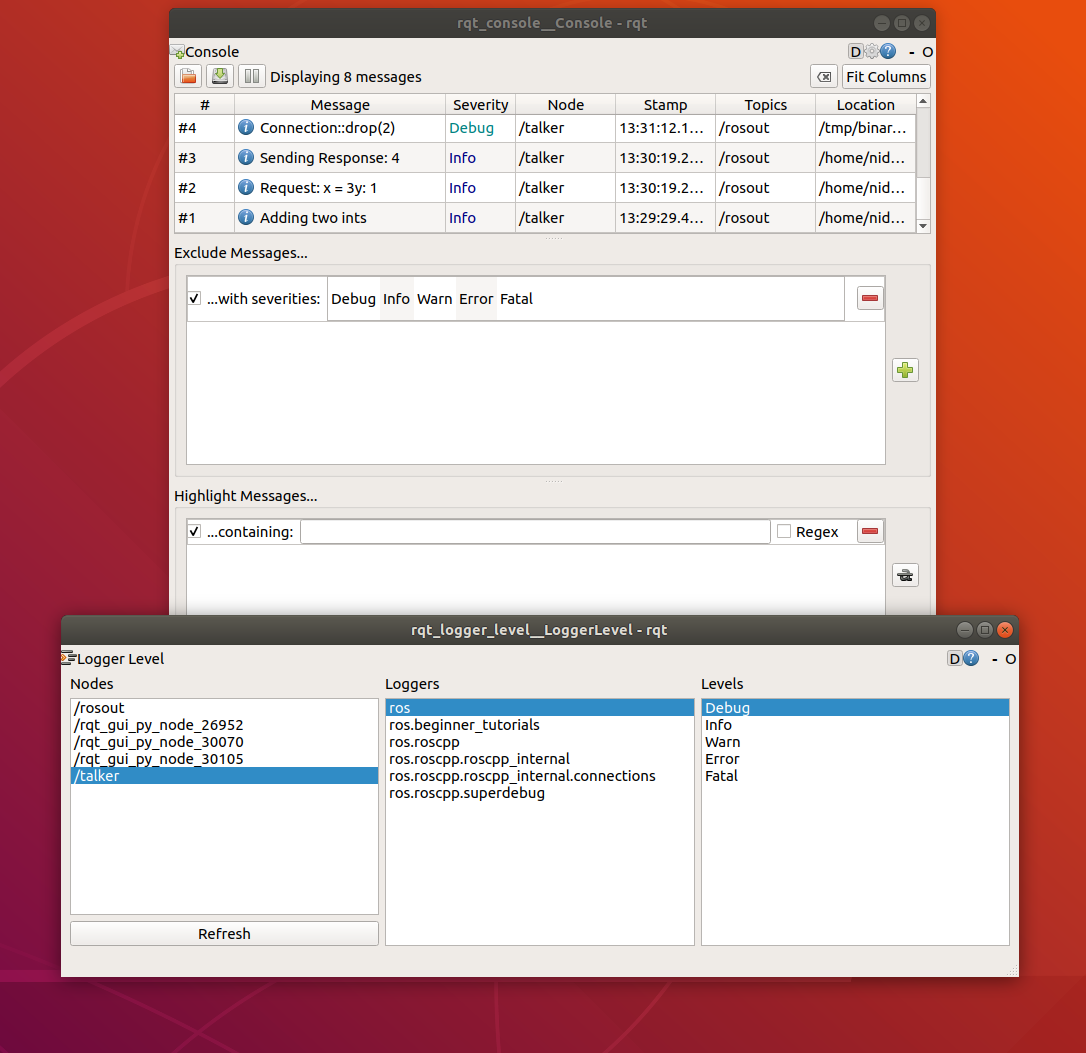 rqt_console__Console - rqt
Console D ? - O
Displaying 8 messages Fit Columns
# Message Severity Node Stamp Topics Location
#4 Connection::drop(2) Debug /talker 13:31:12.1... /rosout /tmp/binar...
#3 Sending Response: 4 Info /talker 13:30:19.2... /rosout /home/nid...
#2 Request: x = 3y: 1 Info /talker 13:30:19.2... /rosout /home/nid...
#1 Adding two ints Info /talker 13:29:29.4... /rosout /home/nid...
Exclude Messages...
...with severities: Debug Info Warn Error Fatal
Highlight Messages...
...containing: Regex
rqt_logger_level__LoggerLevel - rqt
Logger Level D ? - O
Nodes Loggers Levels
/rosout ros Debug
/rqt_gui_py_node_26952 ros.beginner_tutorials Info
/rqt_gui_py_node_30070 ros.roscpp Warn
/rqt_gui_py_node_30105 ros.roscpp.roscpp_internal Error
/talker ros.roscpp.roscpp_internal.connections Fatal
ros.roscpp.superdebug
Refresh